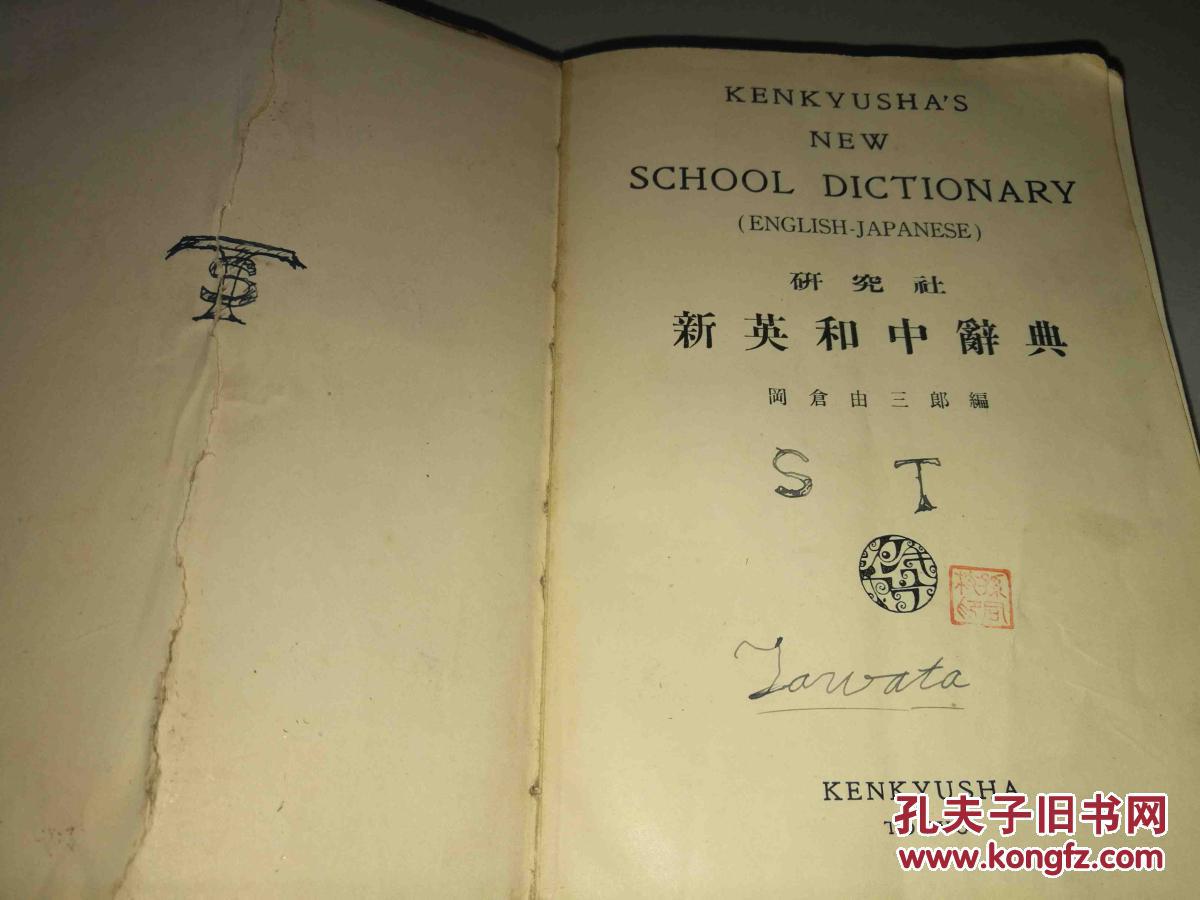 KENKYUSHA'S
NEW
SCHOOL DICTIONARY
(ENGLISH-JAPANESE)
研究社
新英和中辭典
岡倉由三郎編
S T
Tawata
KENKYUSHA
孔夫子旧书网
www.kongfz.com